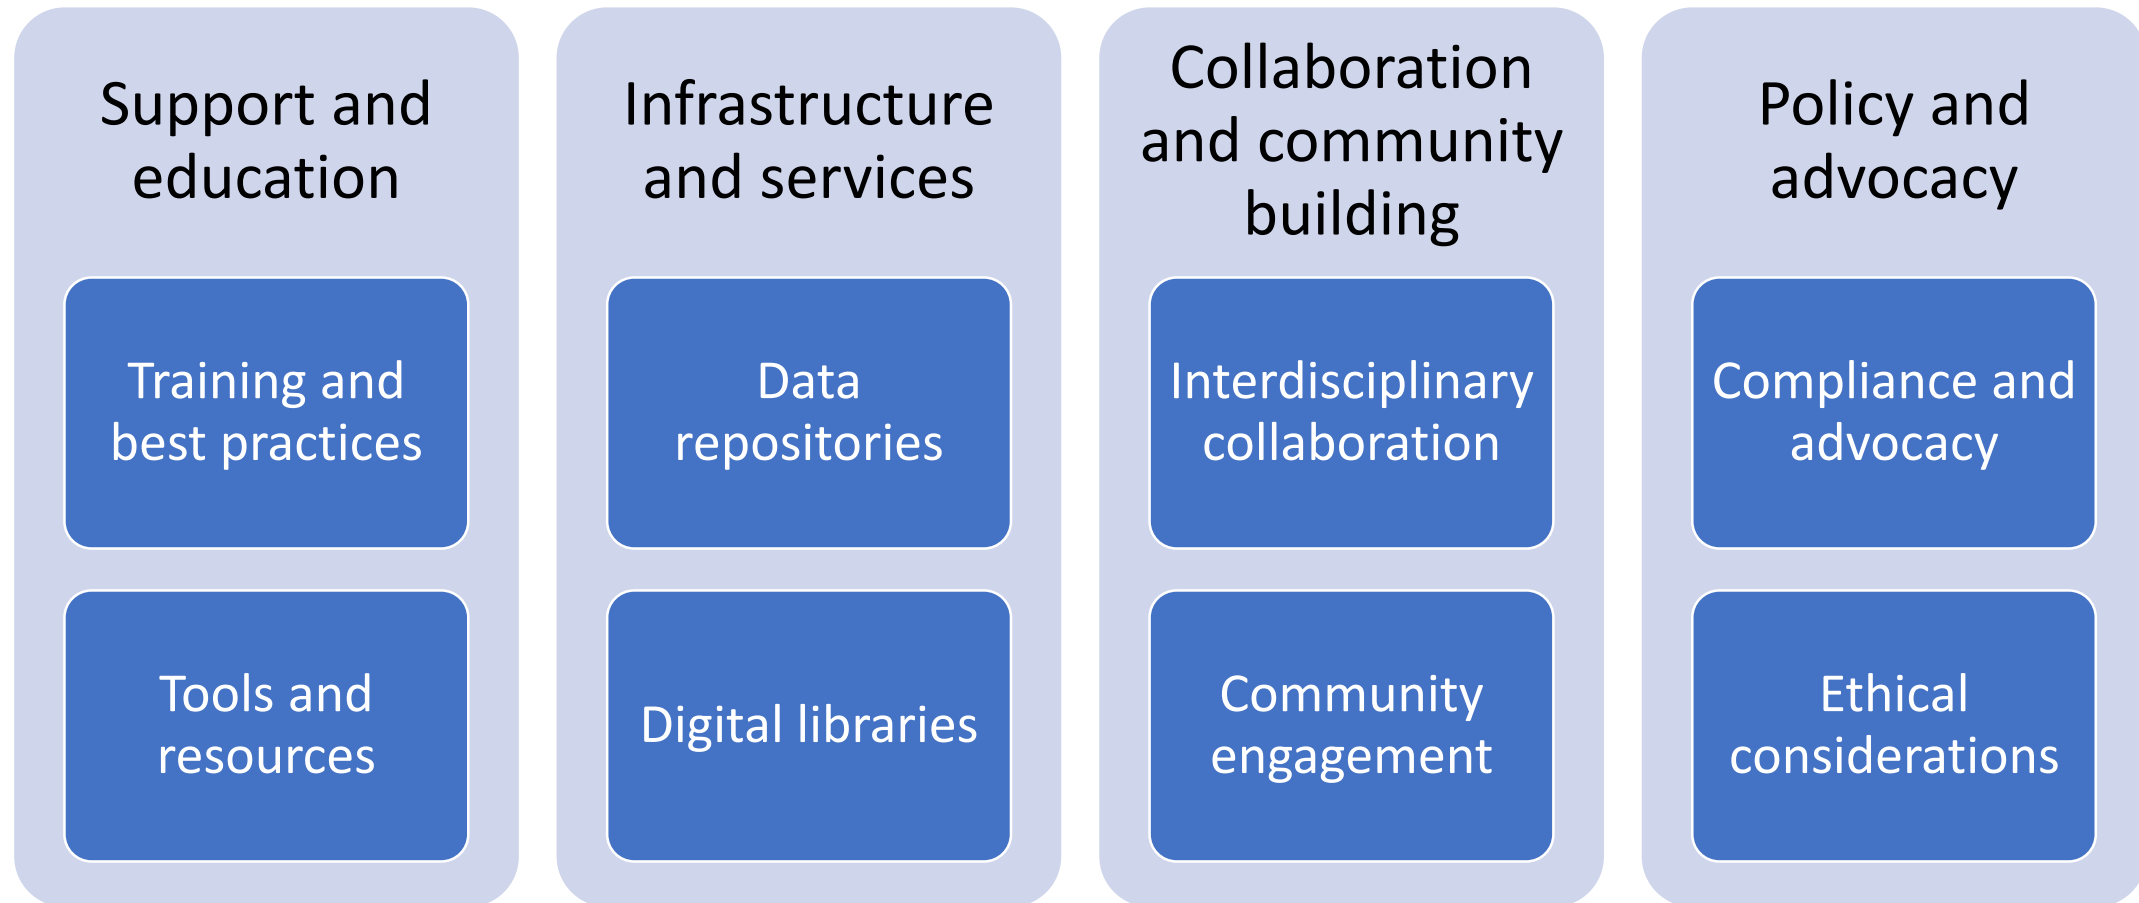 Support and
education
Training and
best practices
Tools and
resources
Infrastructure
and services
Data
repositories
Digital libraries
Collaboration
and community
building
Interdisciplinary
collaboration
Community
engagement
Policy and
advocacy
Compliance and
advocacy
Ethical
considerations